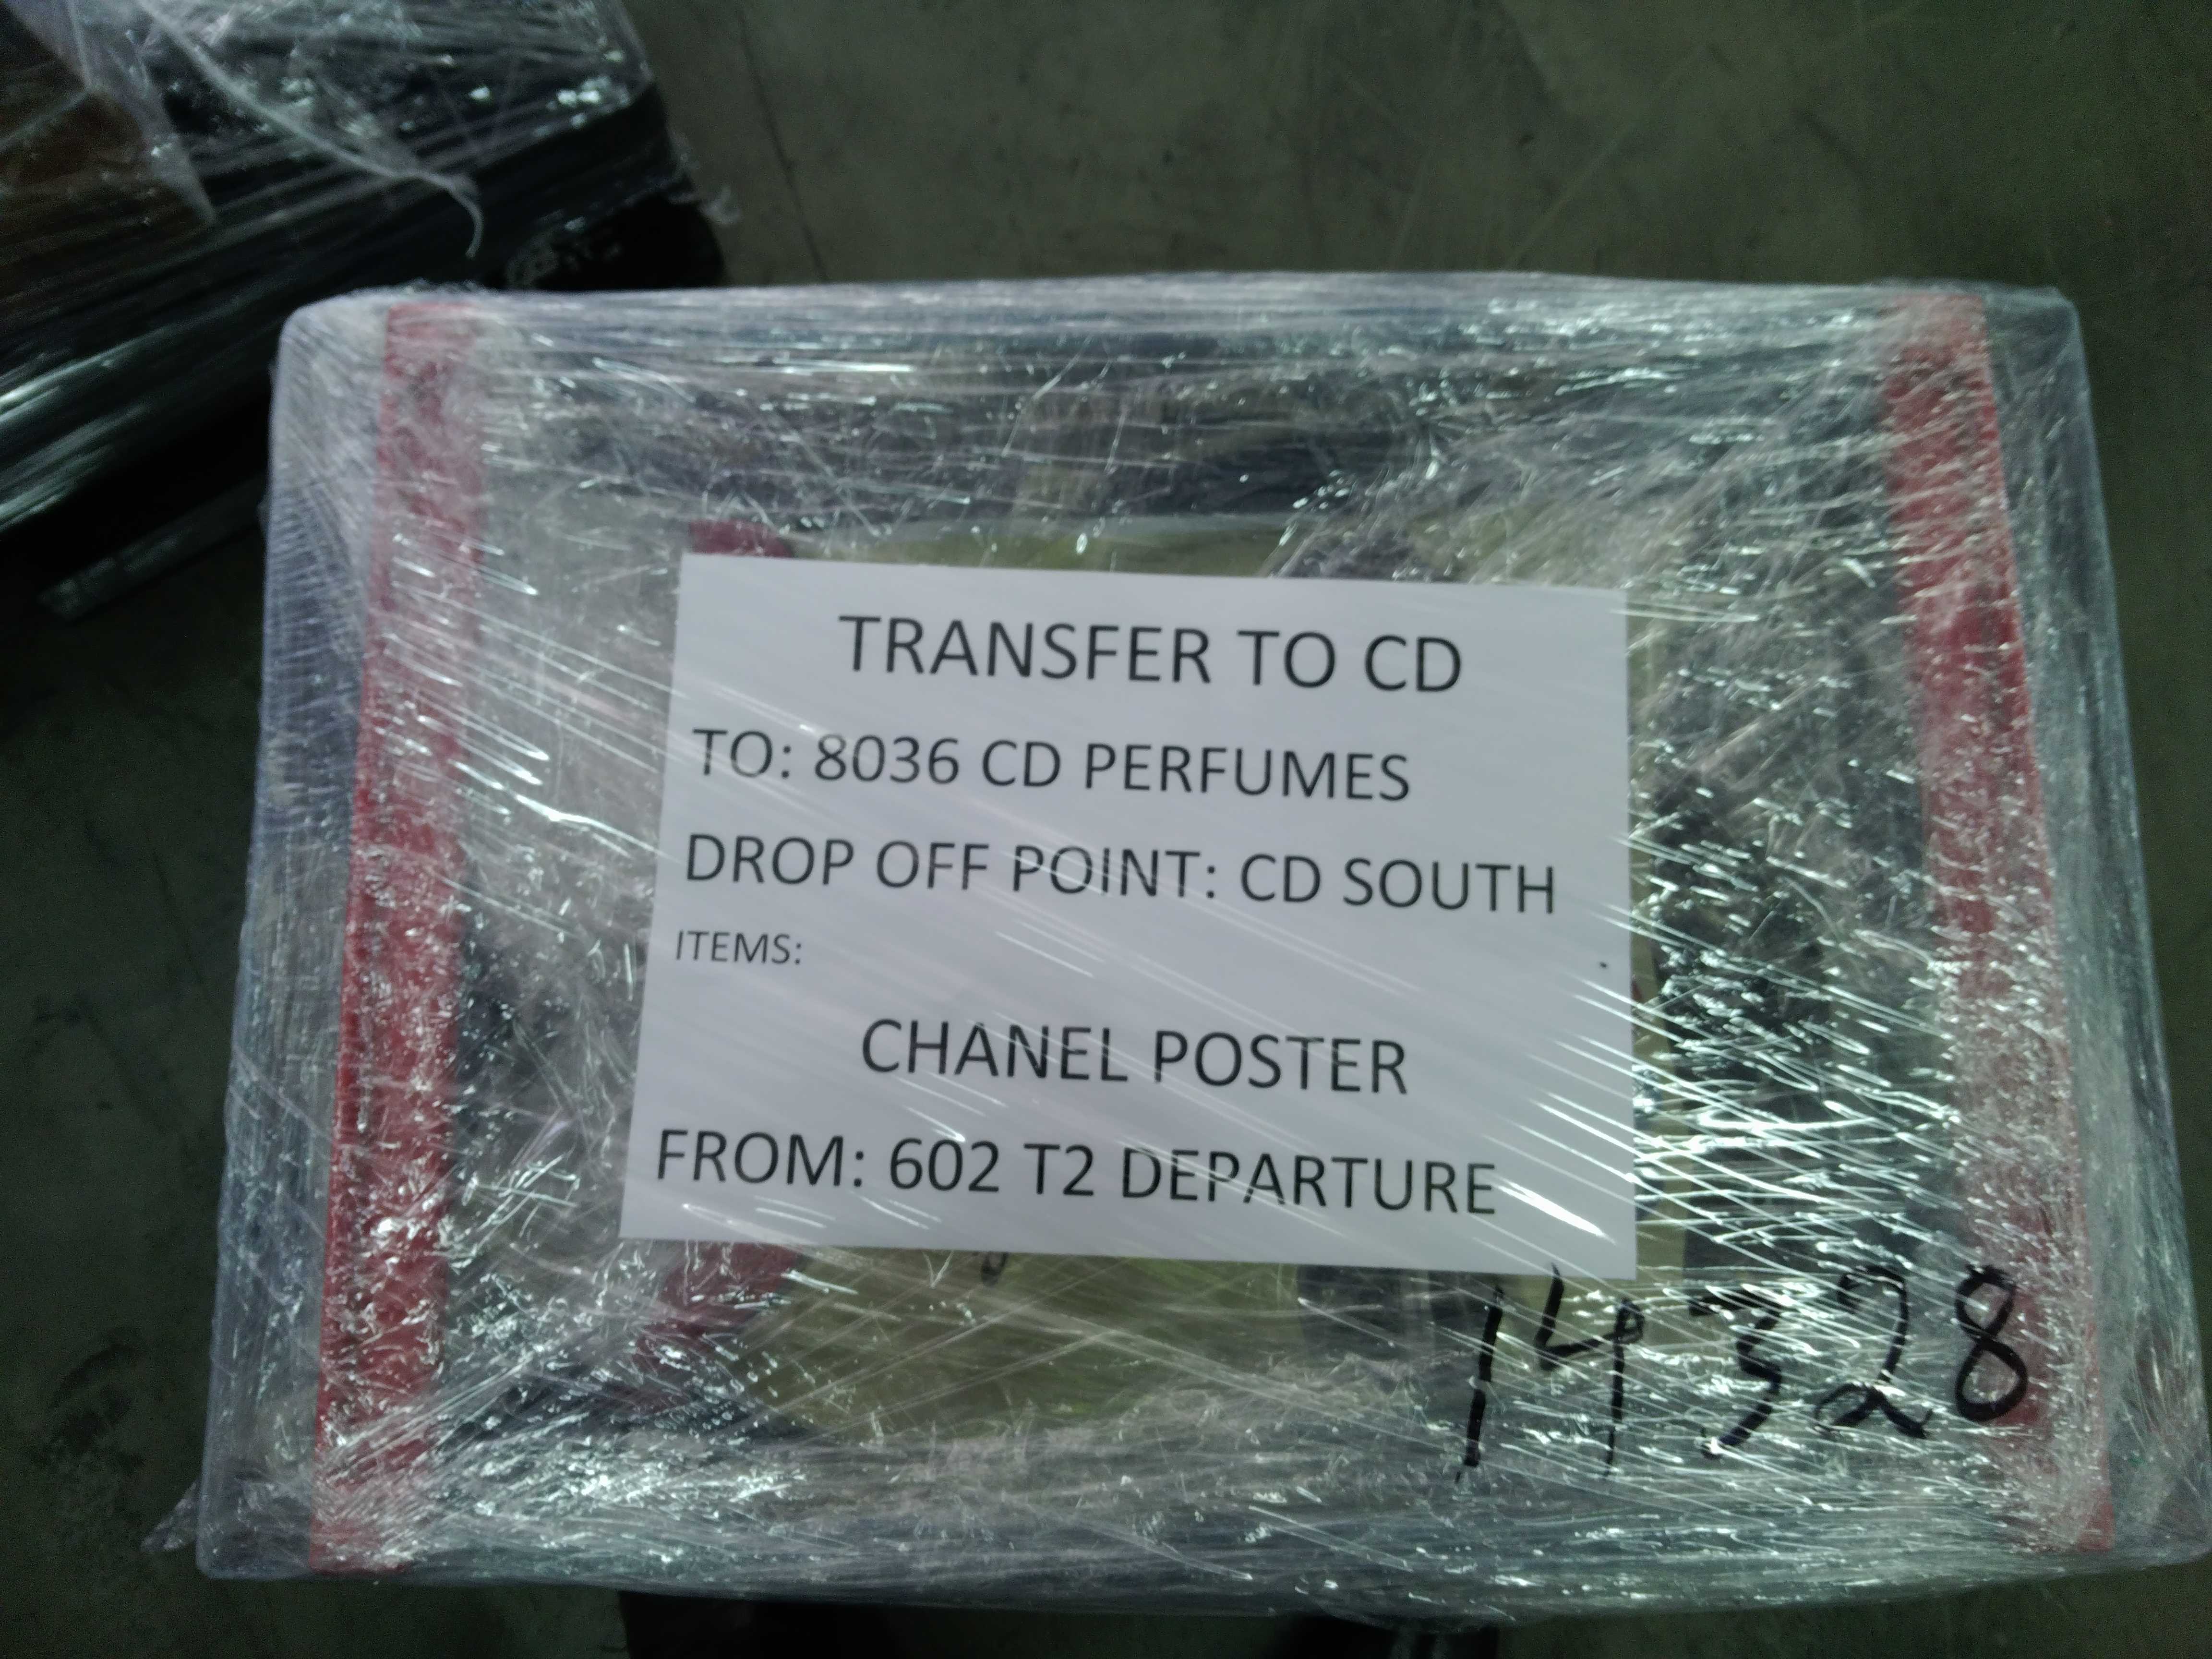 TRANSFER TO CD
TO: 8036 CD PERFUMES
DROP OFF POINT: CD SOUTH
ITEMS:
CHANEL POSTER
FROM: 602 T2 DEPARTURE
14328